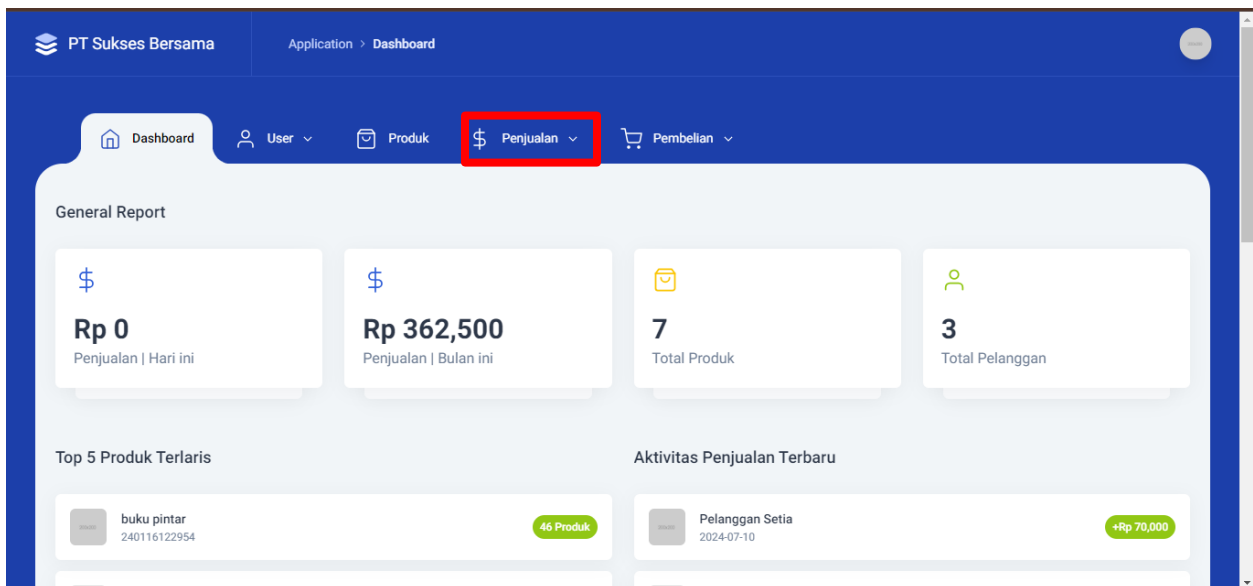 PT Sukses Bersama
Application > Dashboard
Dashboard
User
Produk
$ Penjualan
Pembelian
General Report
$
$
Rp 0
Rp 362,500
7
3
Penjualan | Hari ini
Penjualan | Bulan ini
Total Produk
Total Pelanggan
Top 5 Produk Terlaris
Aktivitas Penjualan Terbaru
buku pintar
240116122954
46 Produk
Pelanggan Setia
2024-07-10
+Rp 70,000